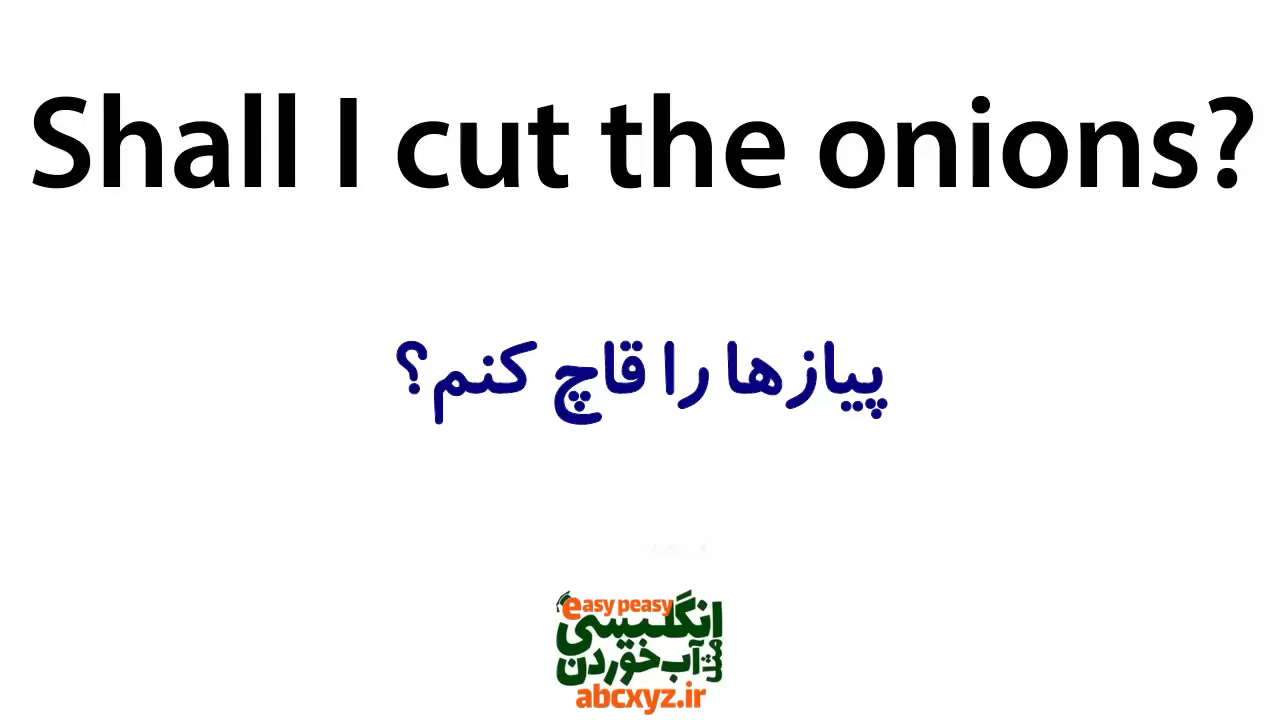 Shall I cut the onions?
پیازها را قاچ کنم؟
easy peasy
انگلیسی
مثل آب خوردن
abcxyz.ir